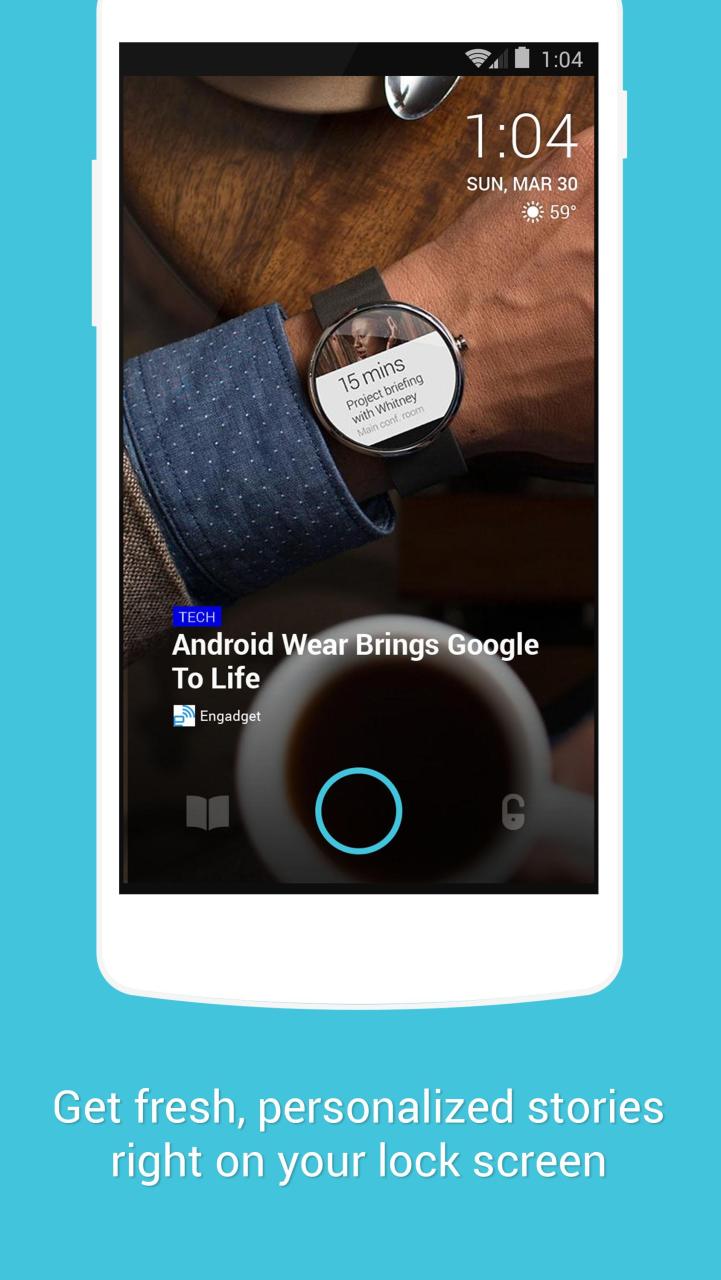 1:04
1:04
SUN, MAR 30
59°
15 mins
Project briefing
with Whitney
Main conf. room
TECH
Android Wear Brings Google
To Life
Engadget
Get fresh, personalized stories
right on your lock screen